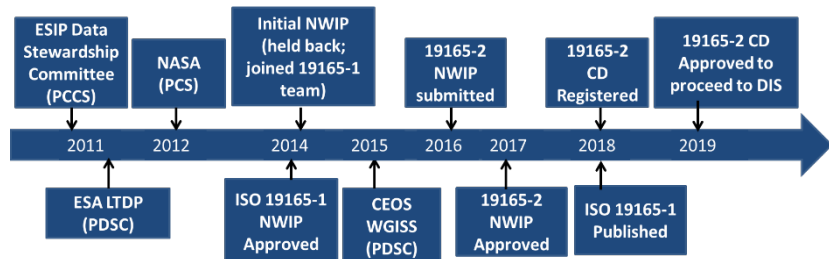 ESIP Data
Stewardship
Committee
(PCCS)
NASA
(PCS)
Initial NWIP
(held back;
joined 19165-1
team)
19165-2
NWIP
submitted
19165-2
CD
Registered
19165-2 CD
Approved to
proceed to DIS
2011 2012 2014 2015 2016 2017 2018 2019
ESA LTDP
(PDSC)
ISO 19165-1
NWIP
Approved
CEOS
WGISS
(PDSC)
19165-2
NWIP
Approved
ISO 19165-1
Published